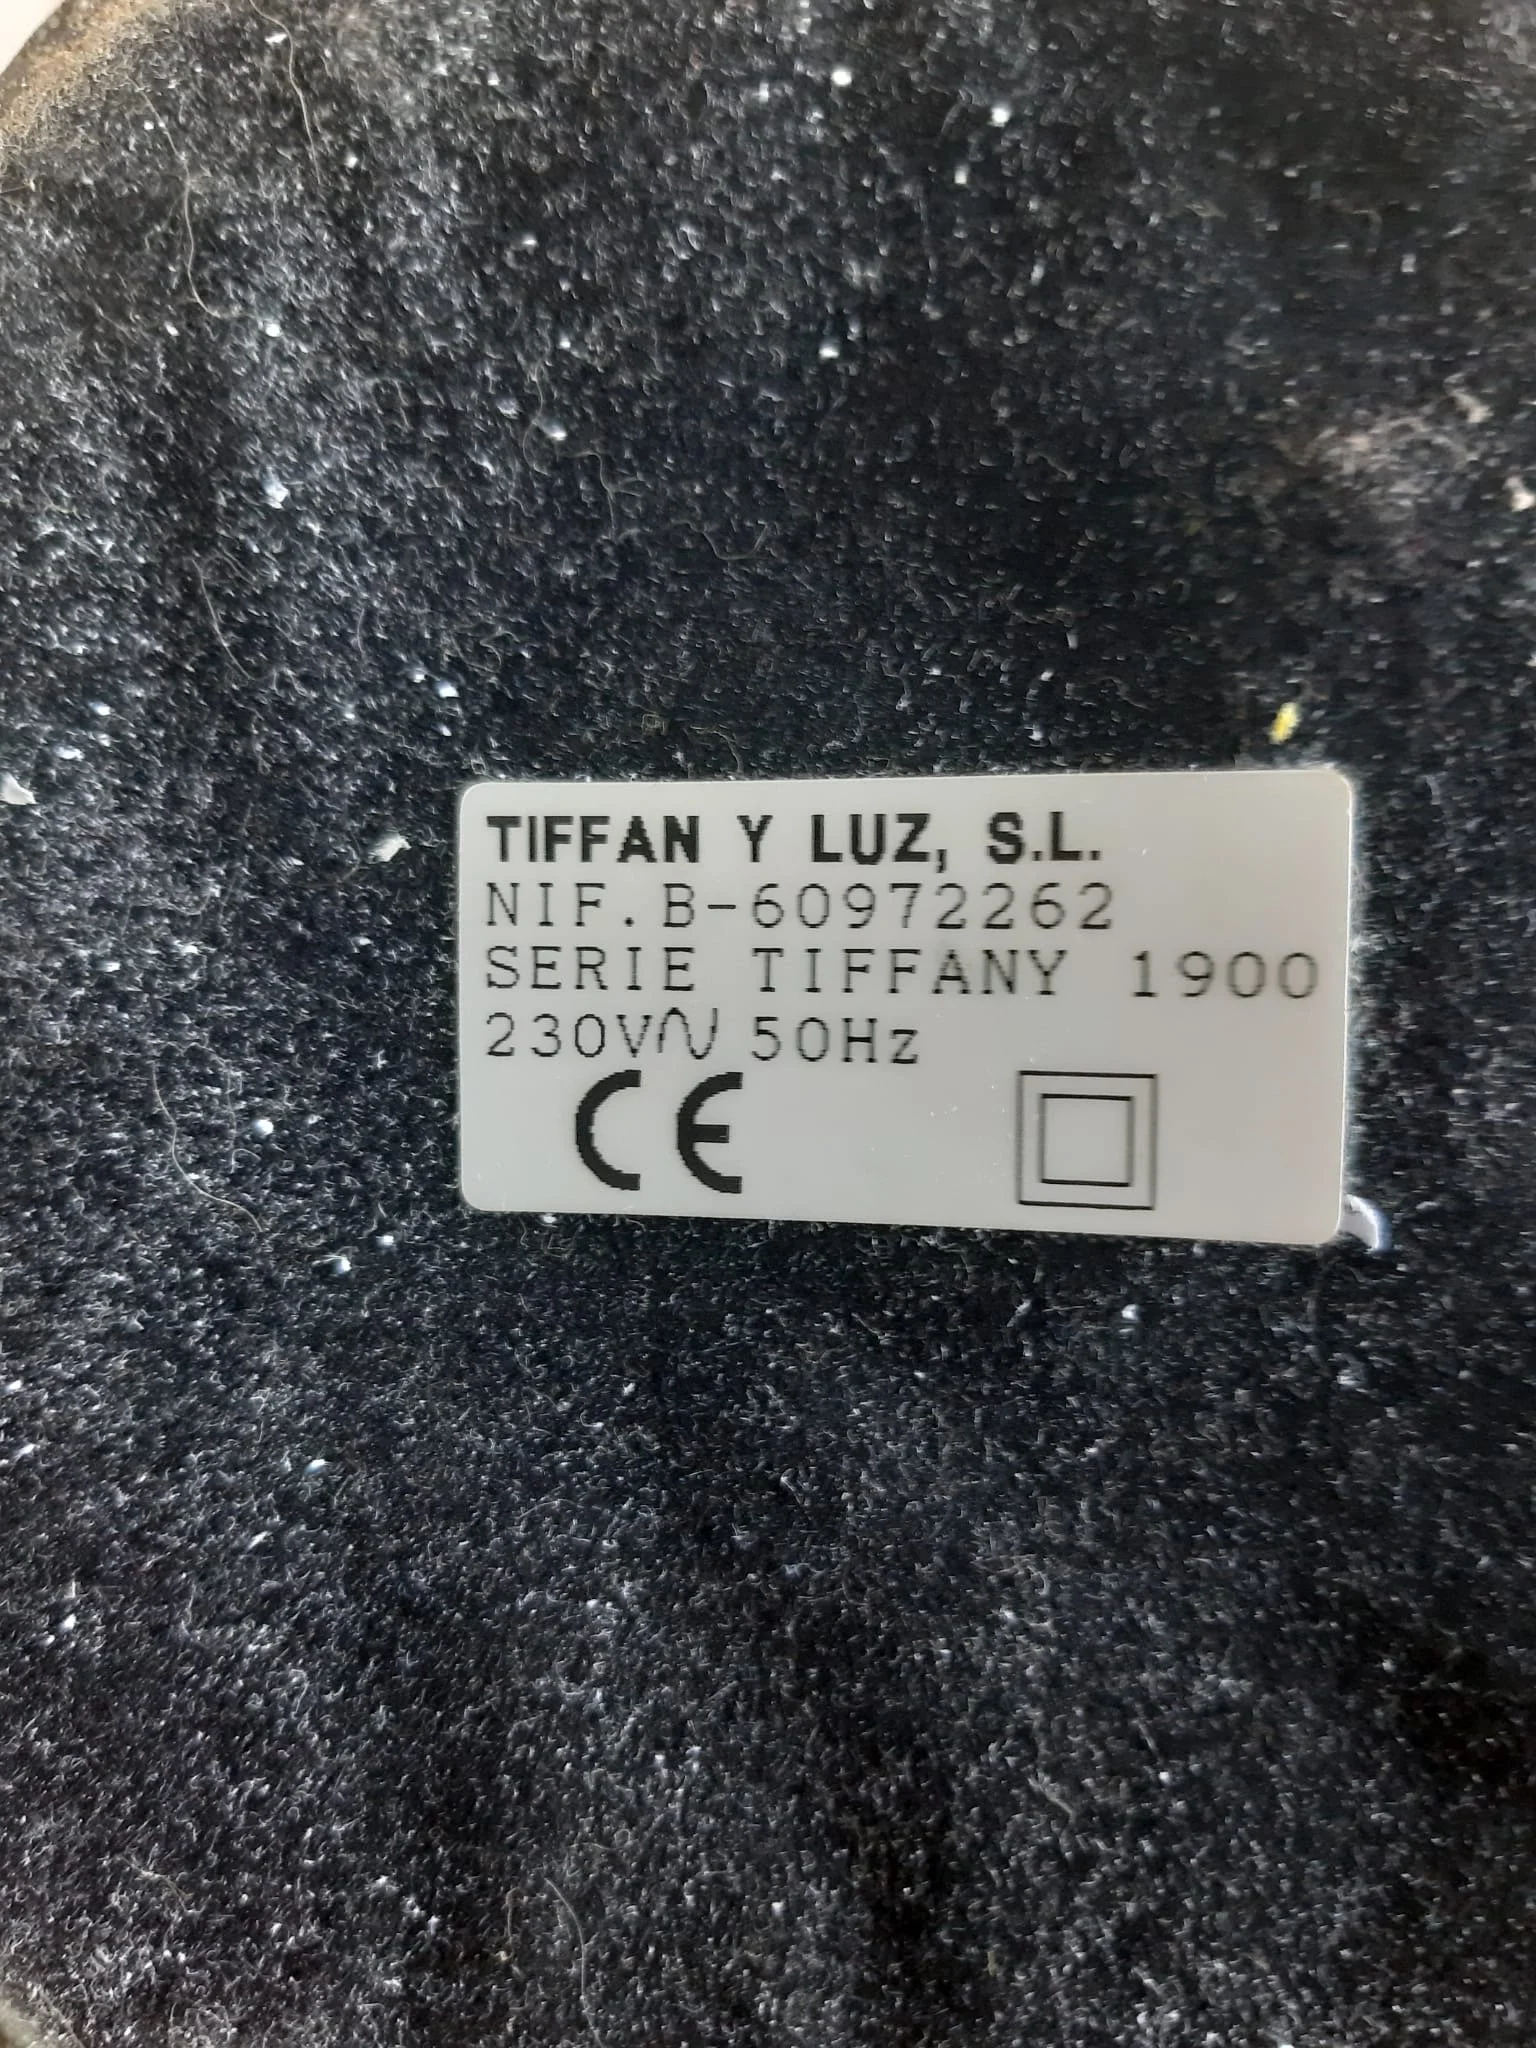 TIFFAN Y LUZ, S.L.
NIF.B-60972262
SERIE TIFFANY 1900
230V∿ 50Hz
CE